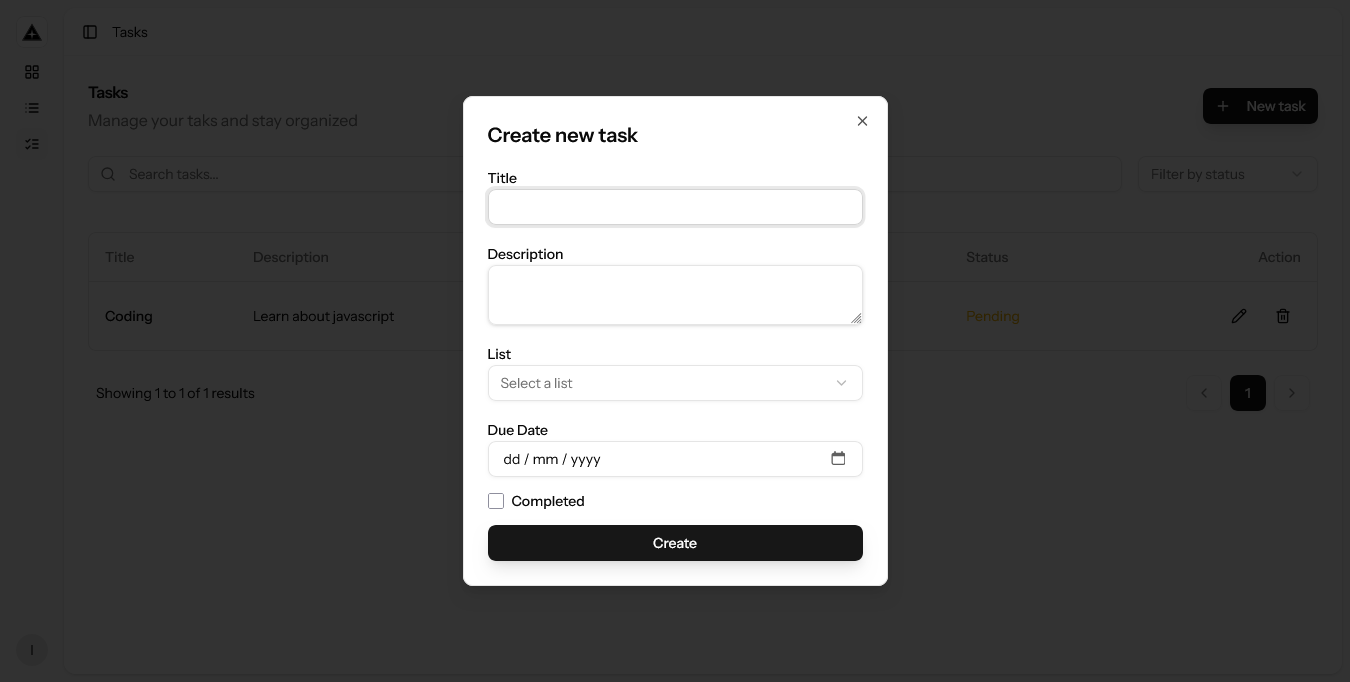 Tasks
Tasks
Manage your taks and stay organized
New task
Search tasks...
Filter by status
Title Description Status Action
Coding Learn about javascript Pending
Showing 1 to 1 of 1 results
1
I
Create new task
Title
Description
List
Select a list
Due Date
dd / mm / yyyy
Completed
Create